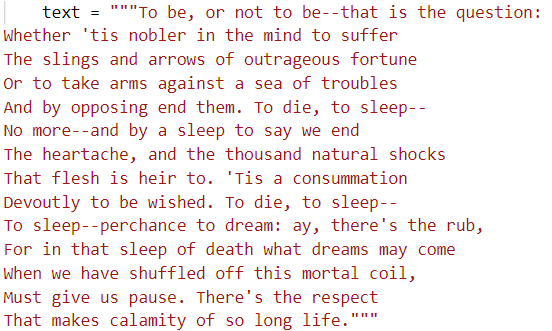 text = """To be, or not to be--that is the question:
Whether 'tis nobler in the mind to suffer
The slings and arrows of outrageous fortune
Or to take arms against a sea of troubles
And by opposing end them. To die, to sleep--
No more--and by a sleep to say we end
The heartache, and the thousand natural shocks
That flesh is heir to. 'Tis a consummation
Devoutly to be wished. To die, to sleep--
To sleep--perchance to dream: ay, there's the rub,
For in that sleep of death what dreams may come
When we have shuffled off this mortal coil,
Must give us pause. There's the respect
That makes calamity of so long life."""